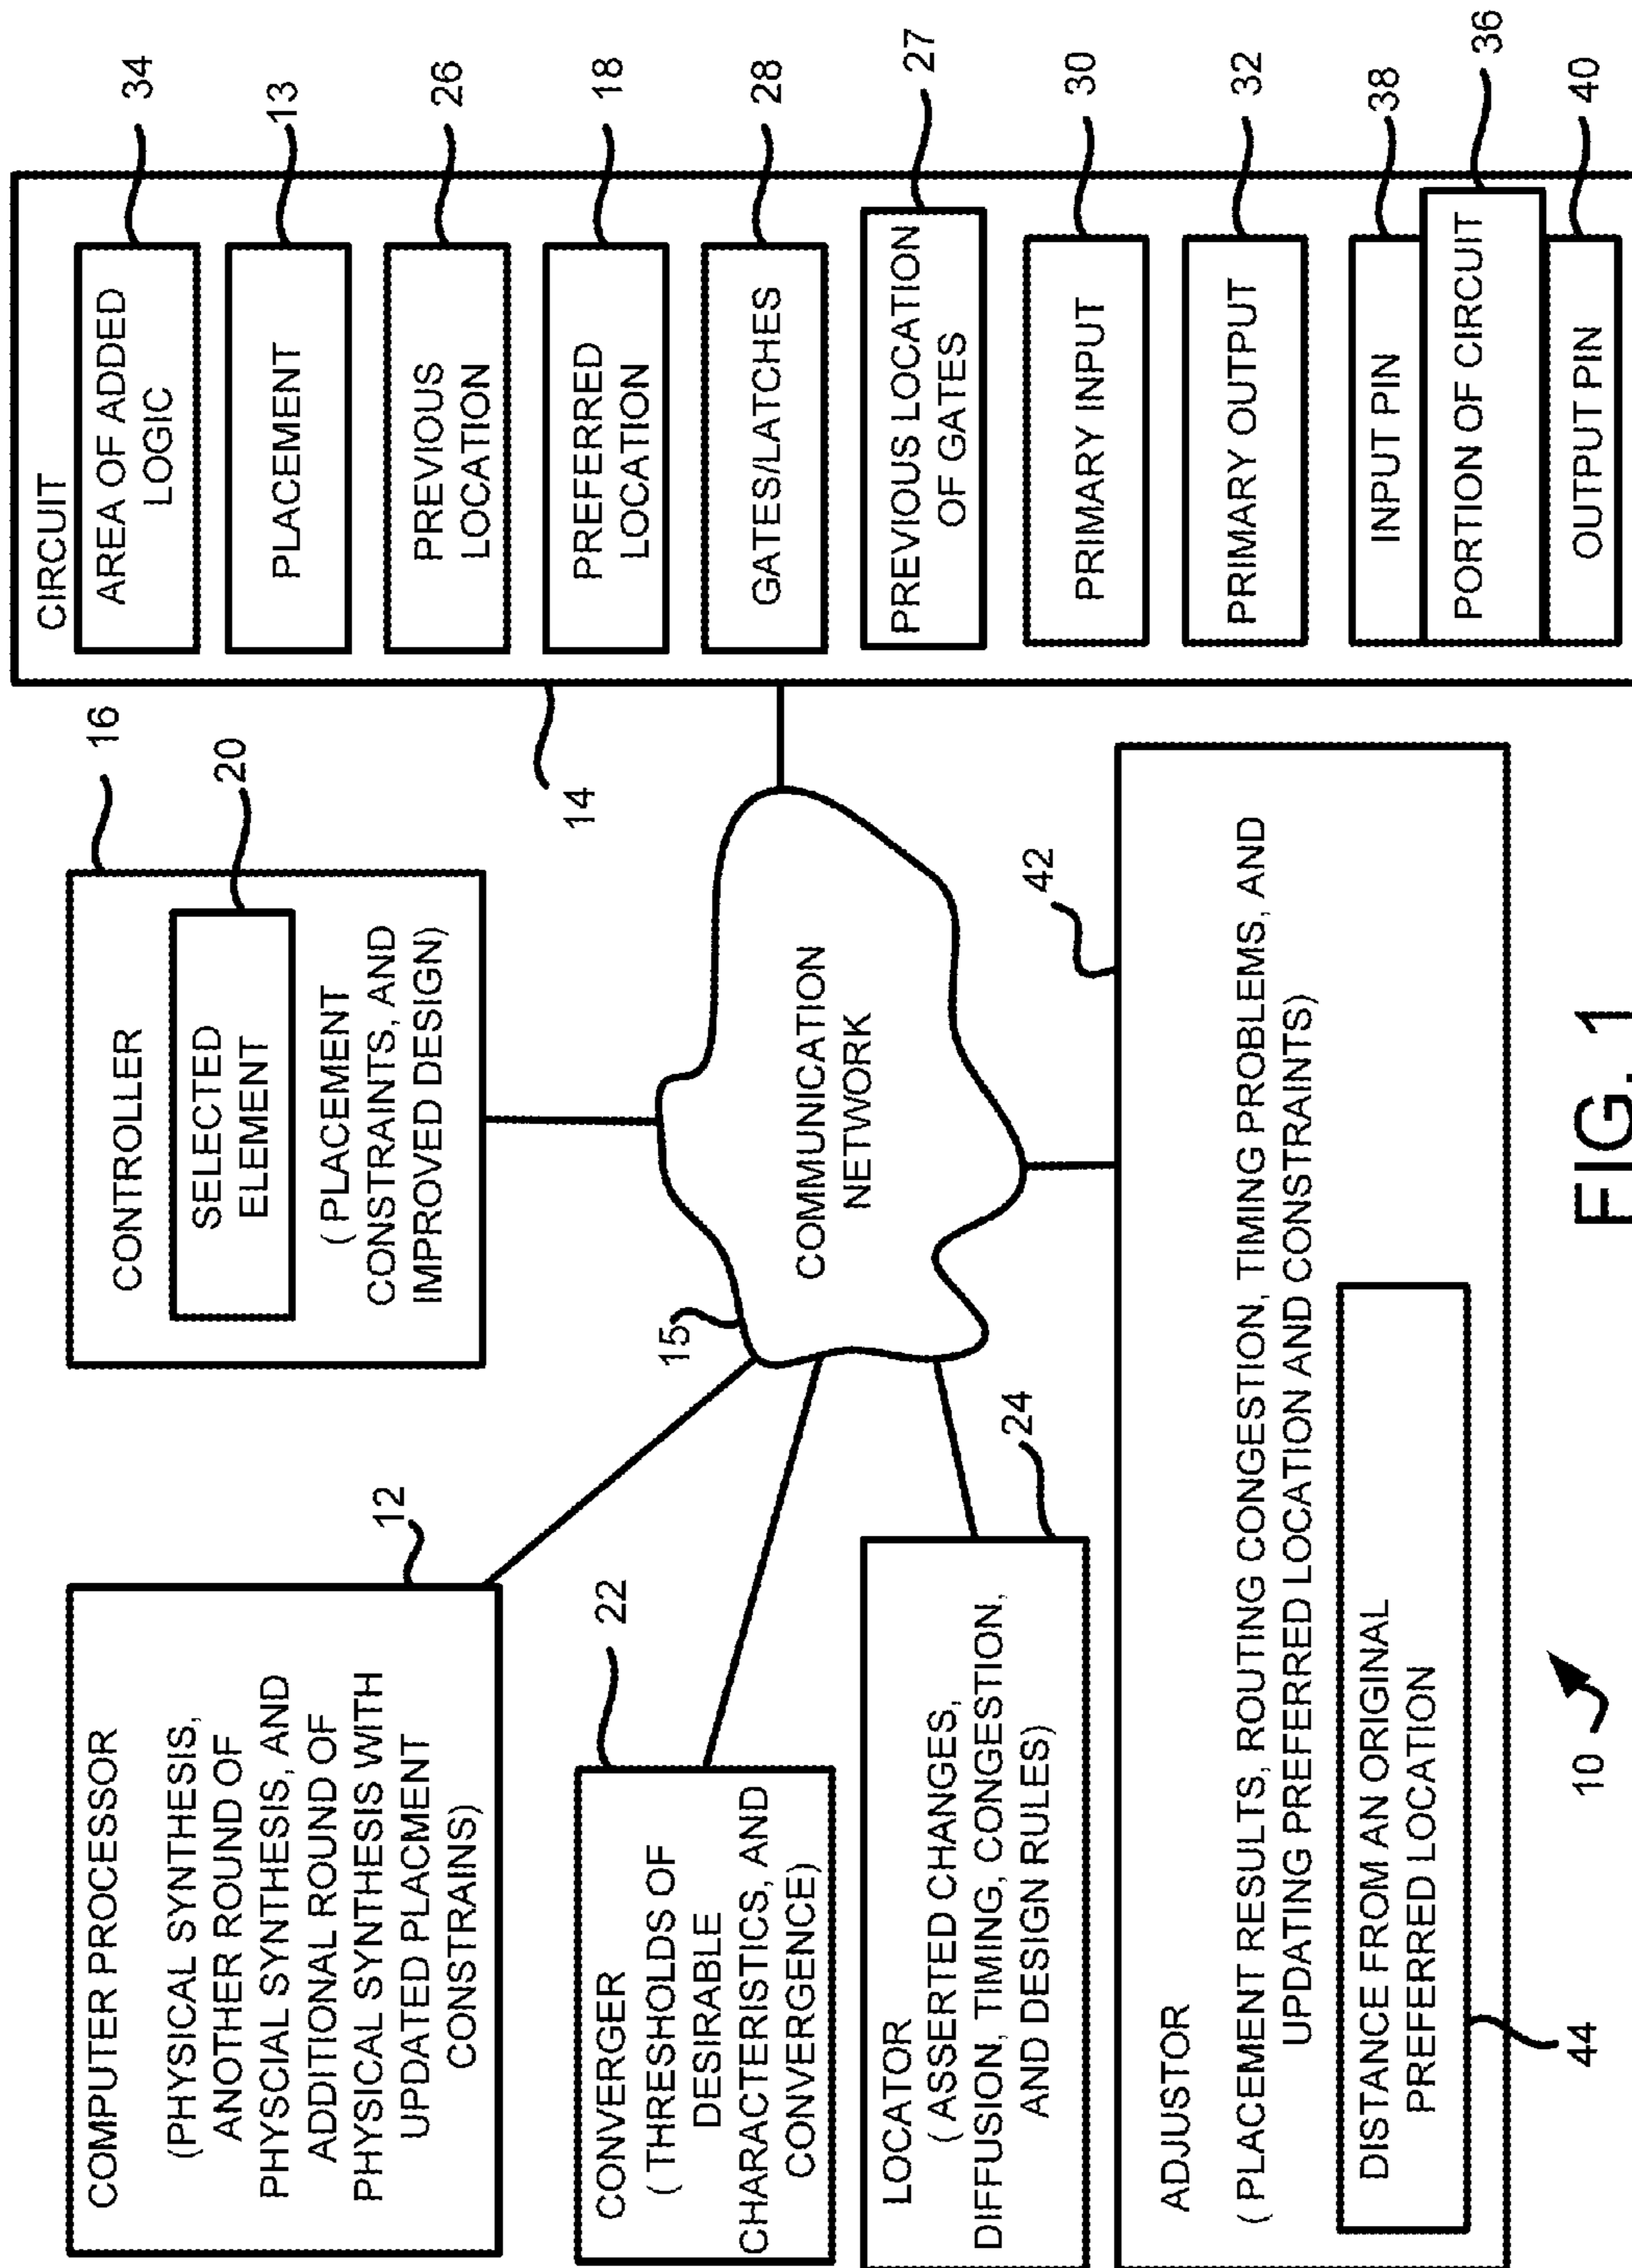 COMPUTER PROCESSOR
(PHYSICAL SYNTHESIS,
ANOTHER ROUND OF
PHYSCIAL SYNTHESIS, AND
ADDITIONAL ROUND OF
PHYSICAL SYNTHESIS WITH
UPDATED PLACMENT
CONSTRAINS)
12
CONTROLLER
SELECTED
ELEMENT
( PLACEMENT
CONSTRAINTS, AND
IMPROVED DESIGN)
16
20
CONVERGER
( THRESHOLDS OF
DESIRABLE
CHARACTERISTICS, AND
CONVERGENCE)
22
LOCATOR
( ASSERTED CHANGES,
DIFFUSION, TIMING, CONGESTION,
AND DESIGN RULES)
24
COMMUNICATION
NETWORK
15
14
CIRCUIT
AREA OF ADDED
LOGIC
34
PLACEMENT
13
PREVIOUS
LOCATION
26
PREFERRED
LOCATION
18
GATES/LATCHES
28
PREVIOUS LOCATION
OF GATES
27
PRIMARY INPUT
30
PRIMARY OUTPUT
32
INPUT PIN
38
PORTION OF CIRCUIT
36
OUTPUT PIN
40
ADJUSTOR
( PLACEMENT RESULTS, ROUTING CONGESTION, TIMING PROBLEMS, AND
UPDATING PREFERRED LOCATION AND CONSTRAINTS)
42
DISTANCE FROM AN ORIGINAL
PREFERRED LOCATION
44
10
FIG. 1